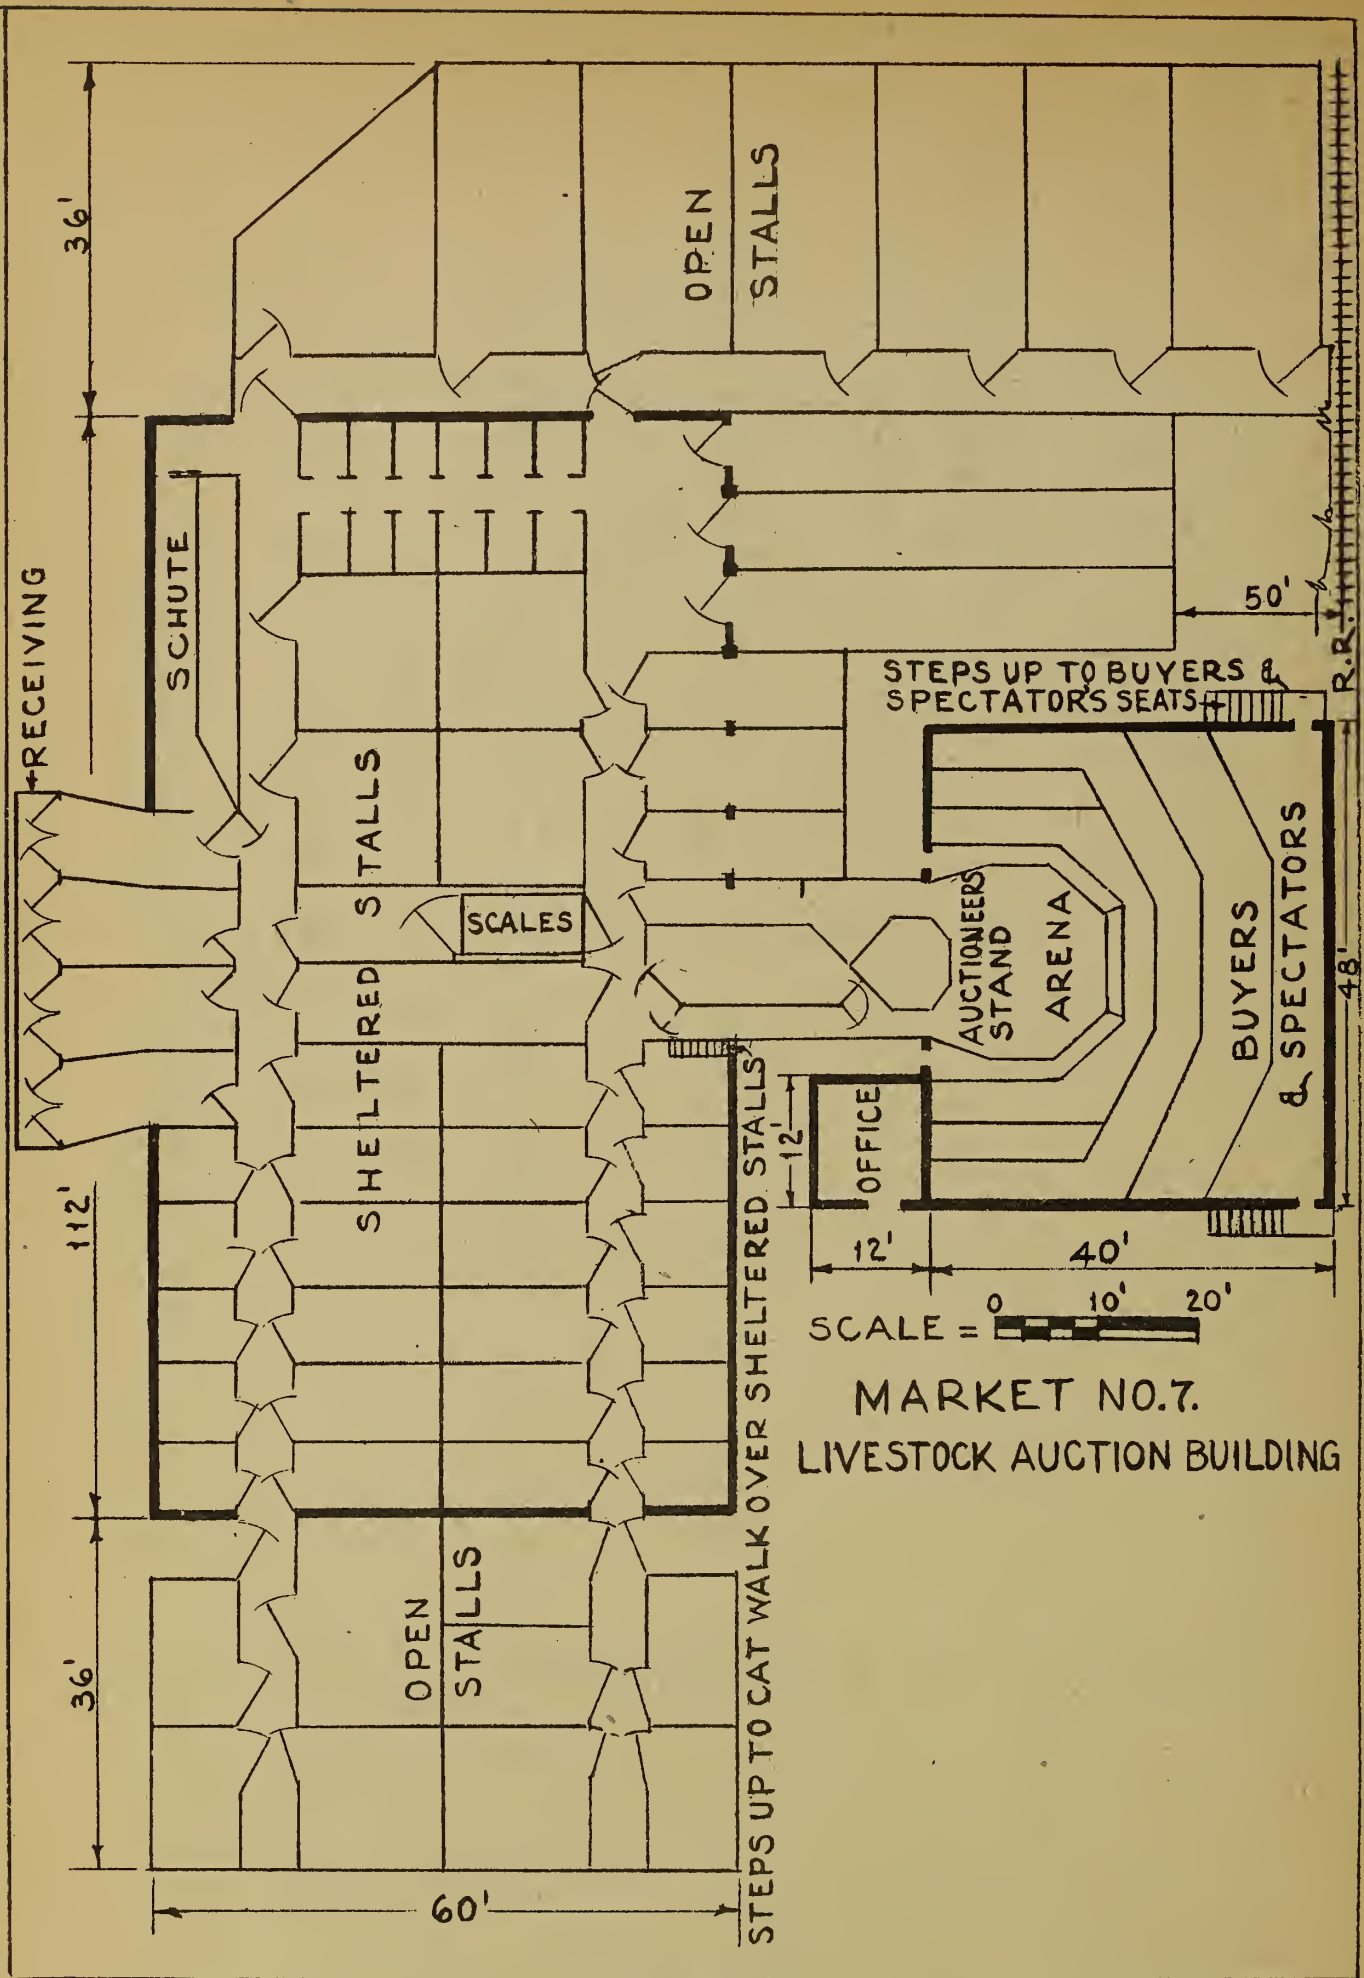 36'
OPEN
STALLS
RECEIVING
SCHUTE
50'
R.R.
STEPS UP TO BUYERS &
SPECTATOR'S SEATS
SHELTERED STALLS
SCALES
AUCTIONEERS
STAND
ARENA
BUYERS
& SPECTATORS
48'
OFFICE
12'
12'
40'
112'
SCALE =
0 10' 20'
MARKET NO.7.
LIVESTOCK AUCTION BUILDING
OPEN
STALLS
36'
60'
STEPS UP TO CAT WALK OVER SHELTERED STALLS